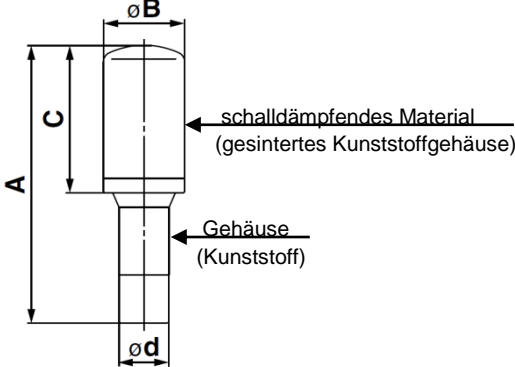 øB
C
schalldämpfendes Material
(gesintertes Kunststoffgehäuse)
A
Gehäuse
(Kunststoff)
ød